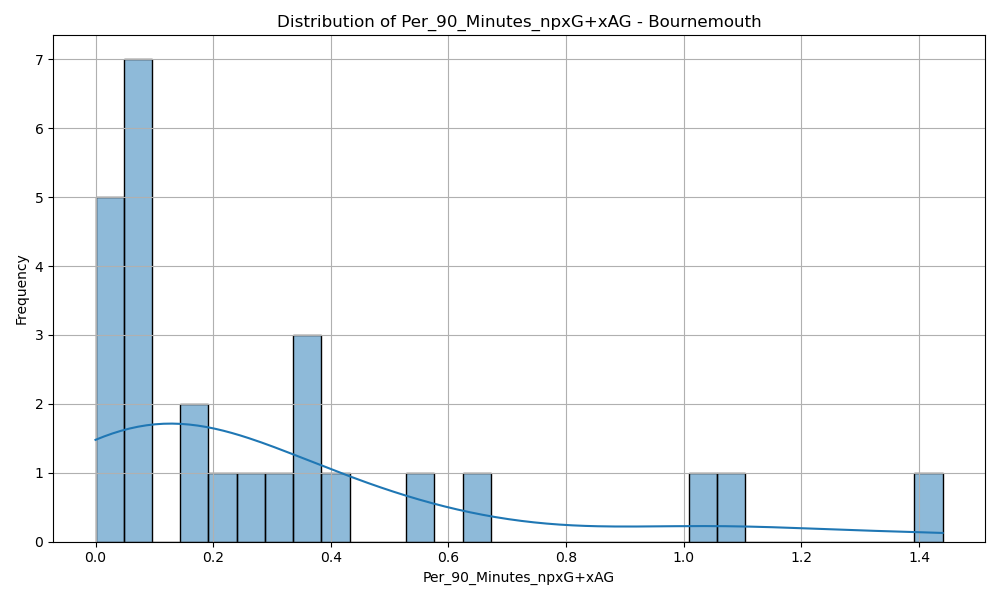 Distribution of Per_90_Minutes_npxG+xAG - Bournemouth
Frequency
7
6
5
4
3
2
1
0
0.0 0.2 0.4 0.6 0.8 1.0 1.2 1.4
Per_90_Minutes_npxG+xAG